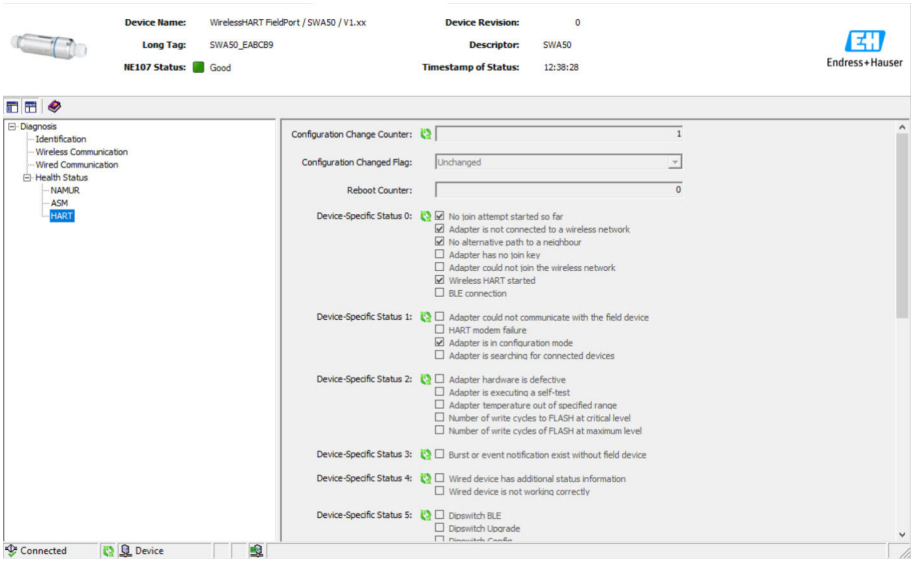 Device Name: WirelessHART FieldPort / SWA50 / V1.xx Device Revision: 0
Long Tag: SWA50_EABCB9 Descriptor: SWA50
NE107 Status: Good Timestamp of Status: 12:38:28
EH
Endress+Hauser
Diagnosis
Identification
Wireless Communication
Wired Communication
Health Status
NAMUR
ASM
HART
Configuration Change Counter: 1
Configuration Changed Flag: Unchanged
Reboot Counter: 0
Device-Specific Status 0: No join attempt started so far
Adapter is not connected to a wireless network
No alternative path to a neighbour
Adapter has no join key
Adapter could not join the wireless network
Wireless HART started
BLE connection
Device-Specific Status 1: Adapter could not communicate with the field device
HART modem failure
Adapter is in configuration mode
Adapter is searching for connected devices
Device-Specific Status 2: Adapter hardware is defective
Adapter is executing a self-test
Adapter temperature out of specified range
Number of write cycles to FLASH at critical level
Number of write cycles of FLASH at maximum level
Device-Specific Status 3: Burst or event notification exist without field device
Device-Specific Status 4: Wired device has additional status information
Wired device is not working correctly
Device-Specific Status 5: Dipswitch BLE
Dipswitch Upgrade
Dipswitch Config
Connected Device